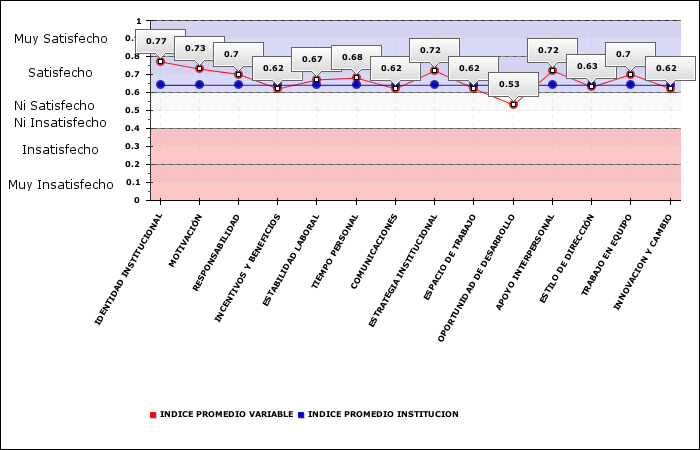 Muy Satisfecho
Satisfecho
Ni Satisfecho
Ni Insatisfecho
Insatisfecho
Muy Insatisfecho
1
0.8
0.7
0.6
0.5
0.4
0.3
0.2
0.1
0
0.77
0.73
0.7
0.62
0.67
0.68
0.62
0.72
0.62
0.53
0.72
0.63
0.7
0.62
IDENTIDAD INSTITUCIONAL
MOTIVACIÓN
RESPONSABILIDAD
INCENTIVOS Y BENEFICIOS
ESTABILIDAD LABORAL
TIEMPO PERSONAL
COMUNICACIONES
ESTRATEGIA INSTITUCIONAL
ESPACIO DE TRABAJO
OPORTUNIDAD DE DESARROLLO
APOYO INTERPERSONAL
ESTILO DE DIRECCIÓN
TRABAJO EN EQUIPO
INNOVACION Y CAMBIO
INDICE PROMEDIO VARIABLE
INDICE PROMEDIO INSTITUCION